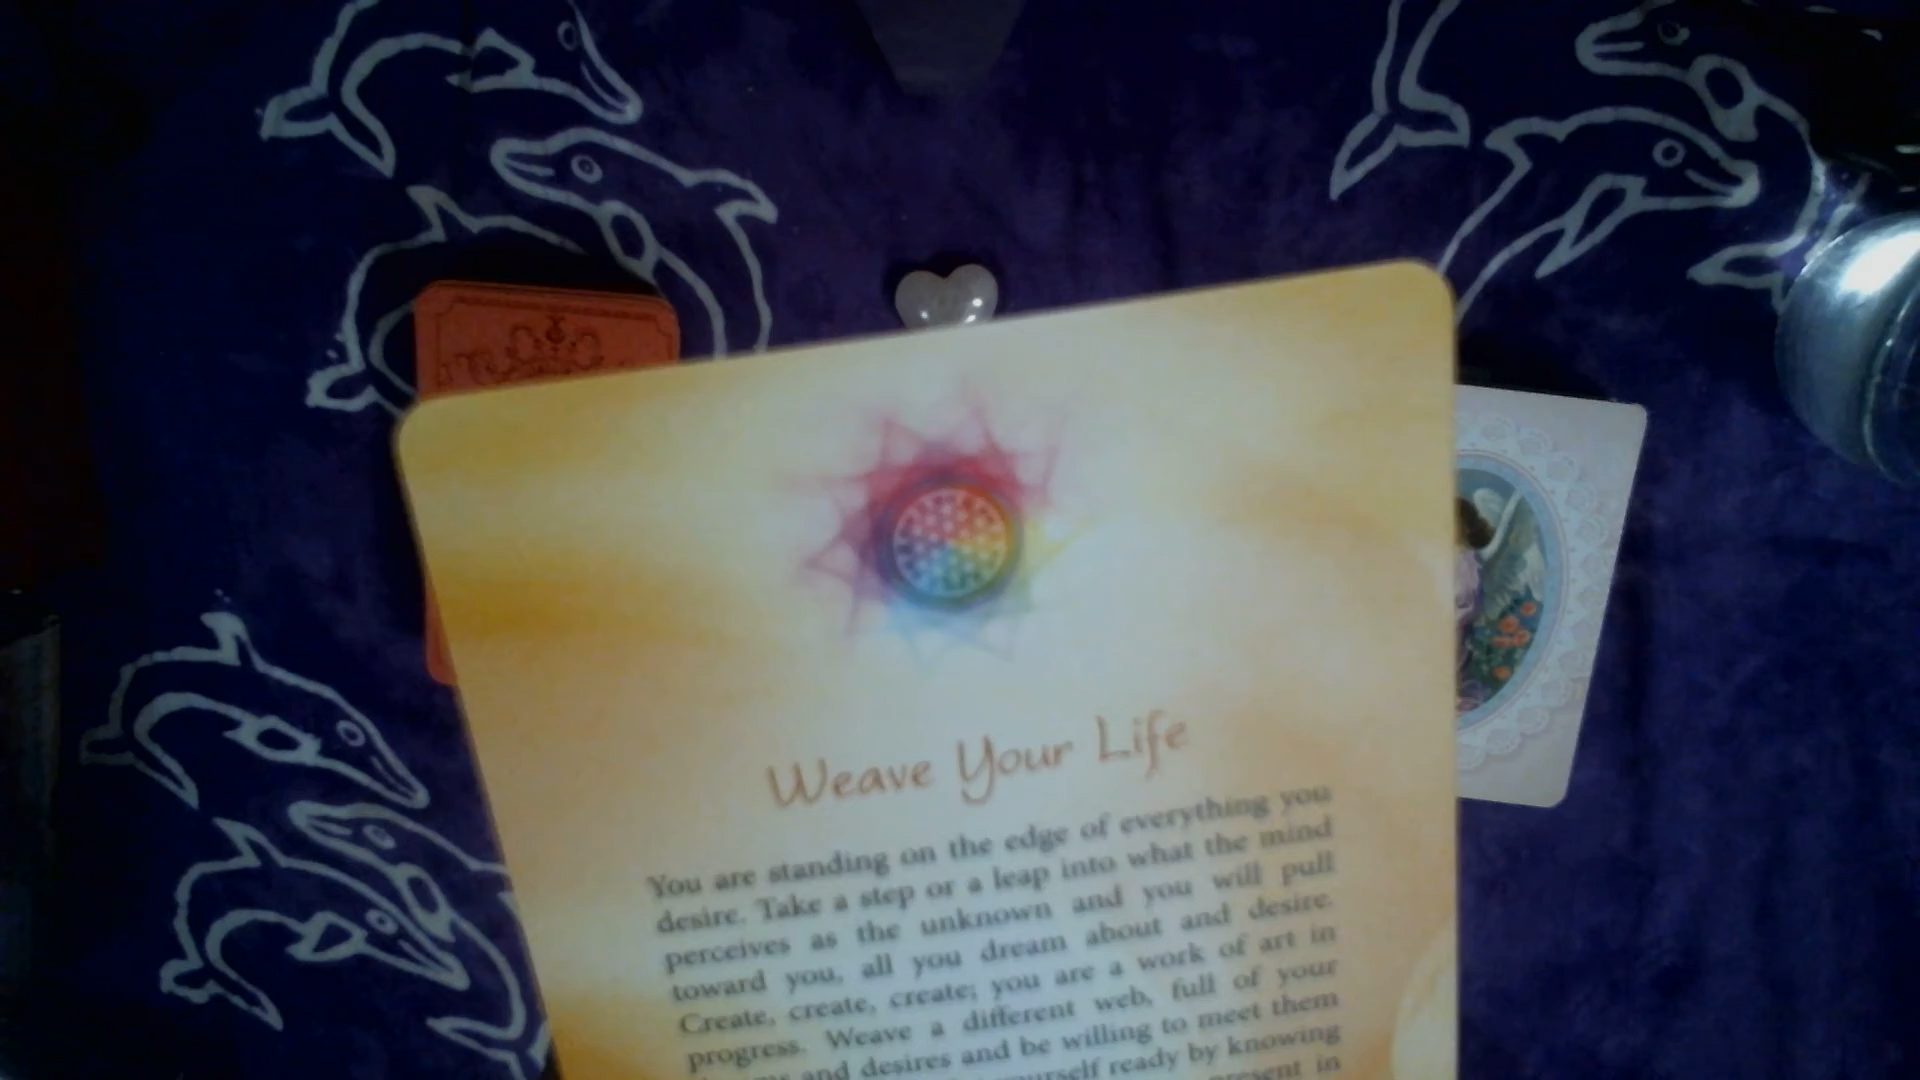 Weave Your Life
You are standing on the edge of everything you
desire. Take a step or a leap into what the mind
perceives as the unknown and you will pull
toward you, all you dream about and desire.
Create, create, create; you are a work of art in
progress. Weave a different web, full of your
and desires and be willing to meet them
yourself ready by knowing
present in